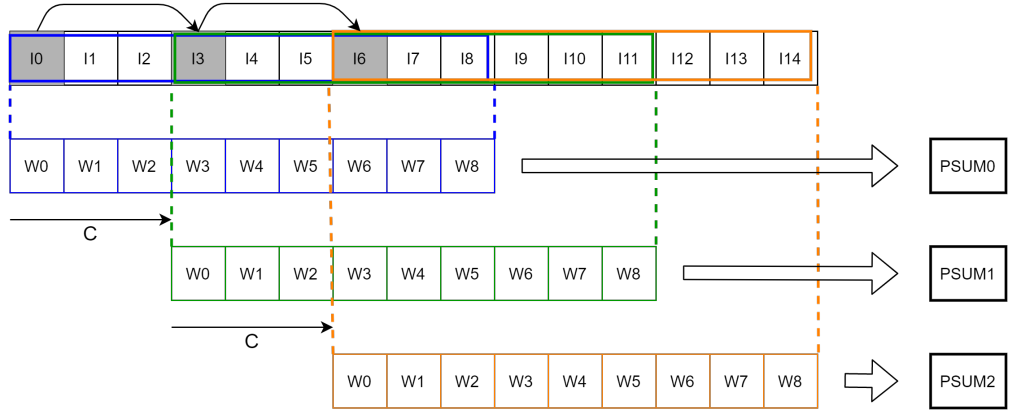 I0 I1 I2 I3 I4 I5 I6 I7 I8 I9 I10 I11 I12 I13 I14
W0 W1 W2 W3 W4 W5 W6 W7 W8 PSUM0
C
W0 W1 W2 W3 W4 W5 W6 W7 W8 PSUM1
C
W0 W1 W2 W3 W4 W5 W6 W7 W8 PSUM2